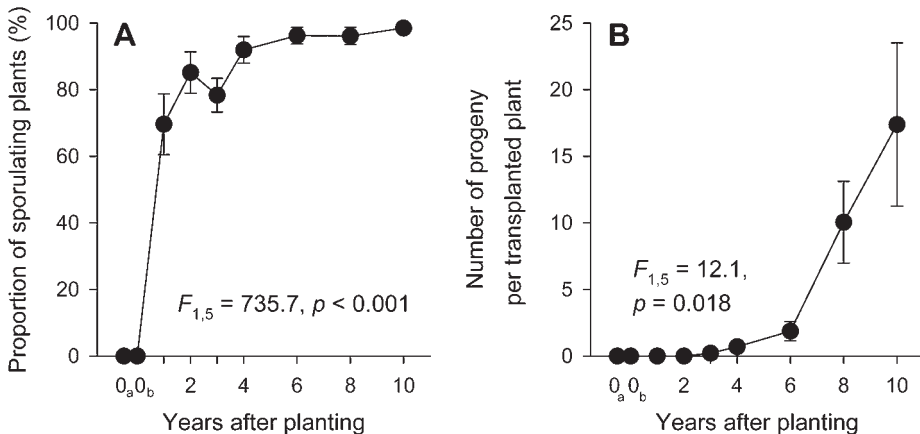 A
Proportion of sporulating plants (%)
100
80
60
40
20
0
F1,5 = 735.7, p < 0.001
0a0b 2 4 6 8 10
Years after planting
B
Number of progeny
per transplanted plant
25
20
15
10
5
0
F1,5 = 12.1,
p = 0.018
0a 0b 2 4 6 8 10
Years after planting